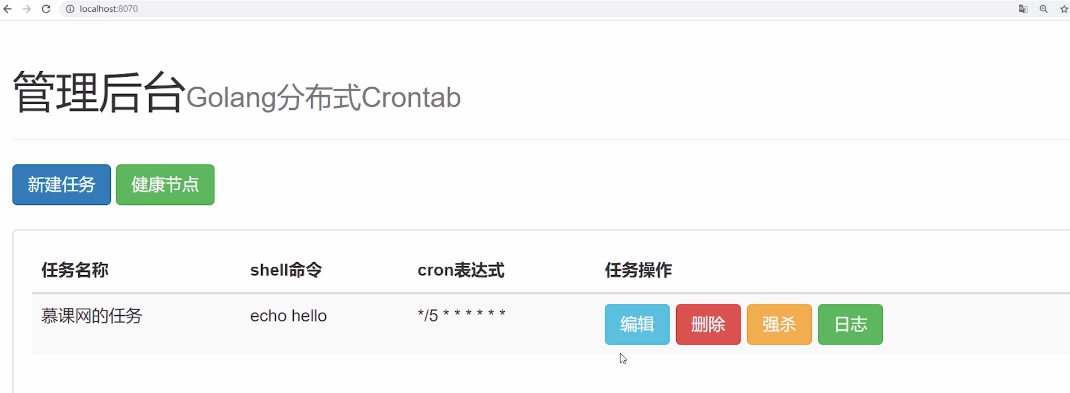 localhost:8070
管理后台Golang分布式Crontab
新建任务 健康节点
任务名称 shell命令 cron表达式 任务操作
慕课网的任务 echo hello */5 * * * * * * 编辑 删除 强杀 日志